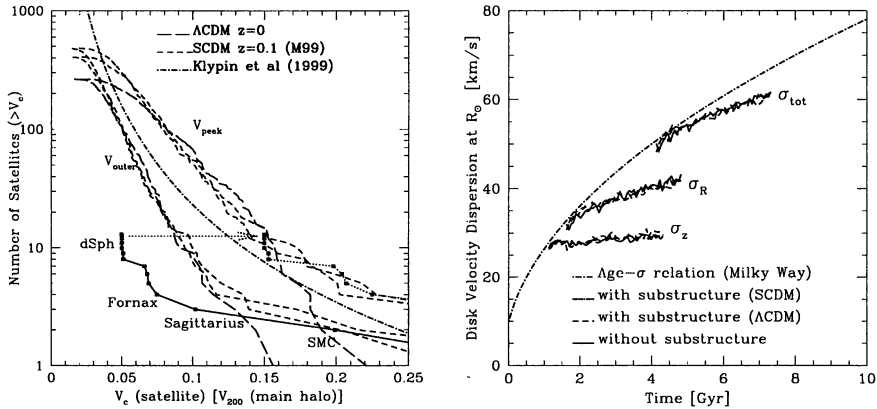 1000
100
10
1
Number of Satellites (>V_c)
ΛCDM z=0
SCDM z=0.1 (M99)
Klypin et al (1999)
V_peak
V_outer
dSph
Fornax
Sagittarius
SMC
0 0.05 0.1 0.15 0.2 0.25
V_c (satellite) [V_200 (main halo)]
80
60
40
20
0
Disk Velocity Dispersion at R_⊙ [km/s]
σ_tot
σ_R
σ_z
Age-σ relation (Milky Way)
with substructure (SCDM)
with substructure (ΛCDM)
without substructure
0 2 4 6 8 10
Time [Gyr]